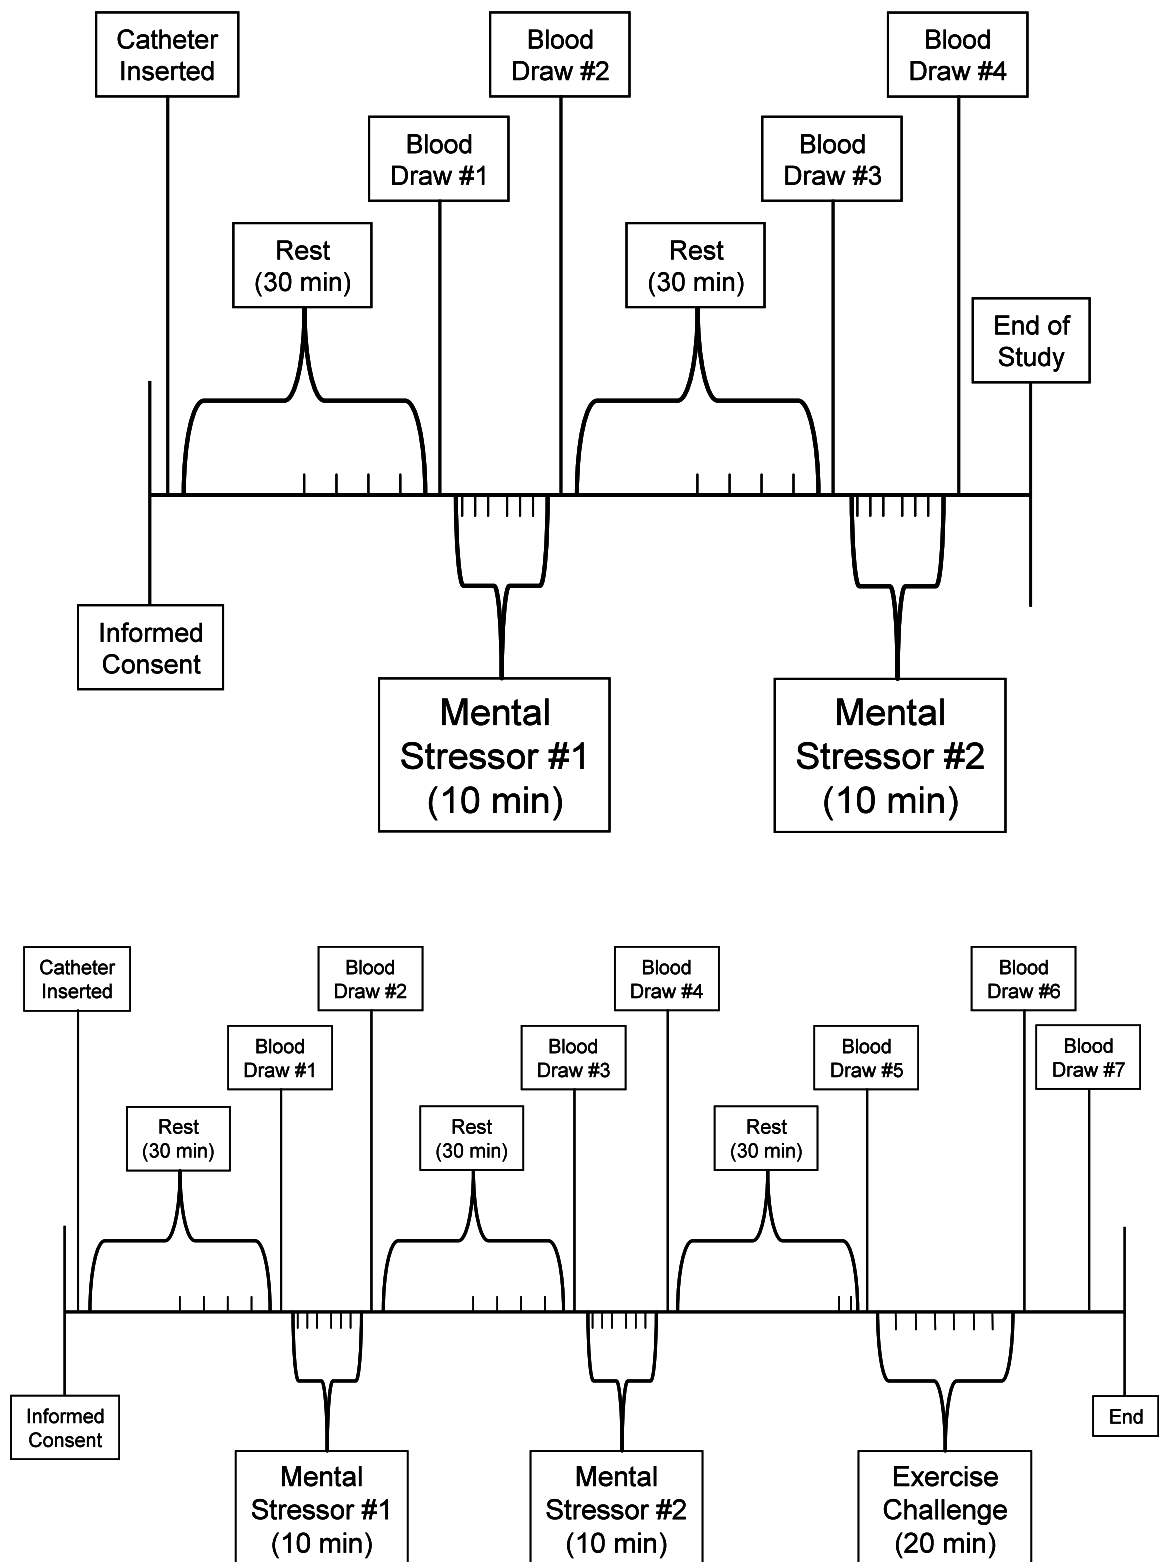 Catheter
Inserted
Blood
Draw #2
Blood
Draw #4
Blood
Draw #1
Blood
Draw #3
Rest
(30 min)
Rest
(30 min)
End of
Study
Informed
Consent
Mental
Stressor #1
(10 min)
Mental
Stressor #2
(10 min)
Catheter
Inserted
Blood
Draw #2
Blood
Draw #4
Blood
Draw #6
Blood
Draw #1
Blood
Draw #3
Blood
Draw #5
Blood
Draw #7
Rest
(30 min)
Rest
(30 min)
Rest
(30 min)
Informed
Consent
End
Mental
Stressor #1
(10 min)
Mental
Stressor #2
(10 min)
Exercise
Challenge
(20 min)